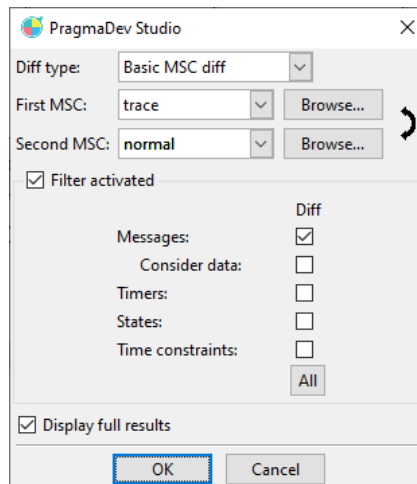 PragmaDev Studio
Diff type: Basic MSC diff
First MSC: trace Browse...
Second MSC: normal Browse...
Filter activated
Diff
Messages:
Consider data:
Timers:
States:
Time constraints:
All
Display full results
OK Cancel